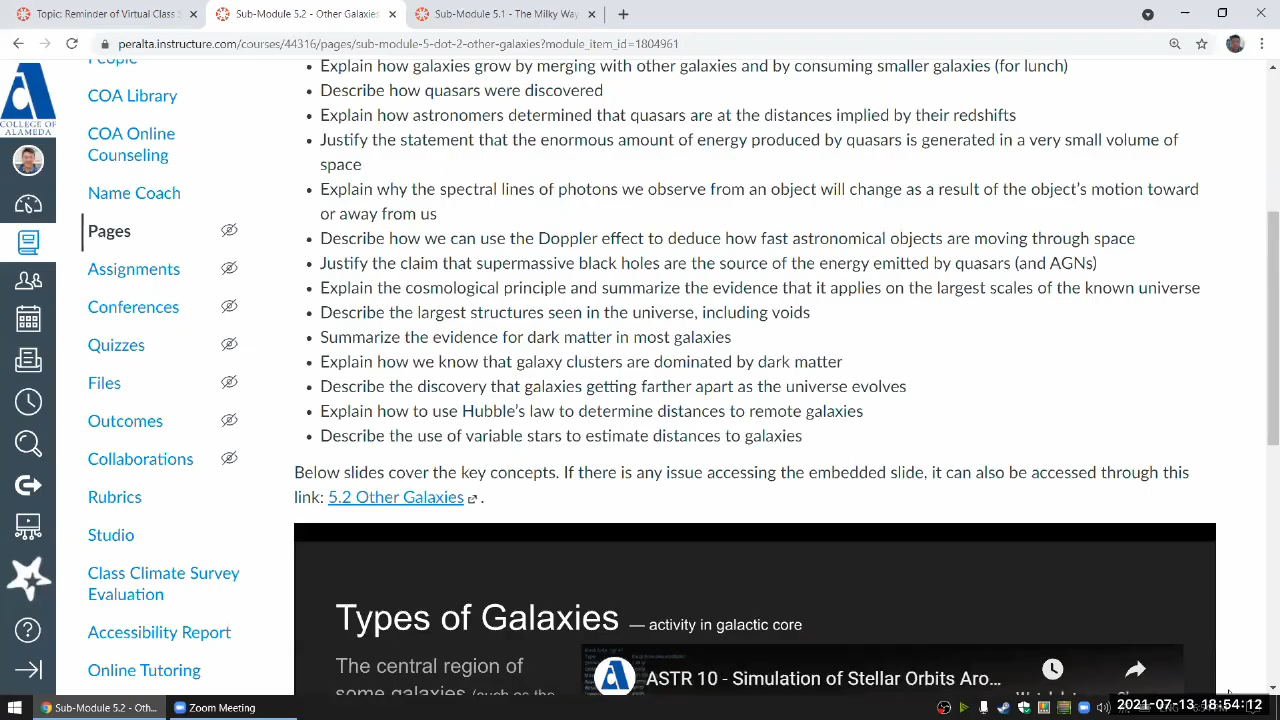 Topic Reminder of Virtual Class S
Sub-Module 5.2 - Other Galaxies
Sub-Module 5.1 - The Milky Way
peralta.instructure.com/courses/44316/pages/sub-module-5-dot-2-other-galaxies?module_item_id=1804961
COLLEGE OF
ALAMEDA
People
COA Library
COA Online
Counseling
Name Coach
Pages
Assignments
Conferences
Quizzes
Files
Outcomes
Collaborations
Rubrics
Studio
Class Climate Survey
Evaluation
Accessibility Report
Online Tutoring
• Explain how galaxies grow by merging with other galaxies and by consuming smaller galaxies (for lunch)
• Describe how quasars were discovered
• Explain how astronomers determined that quasars are at the distances implied by their redshifts
• Justify the statement that the enormous amount of energy produced by quasars is generated in a very small volume of
space
• Explain why the spectral lines of photons we observe from an object will change as a result of the object's motion toward
or away from us
• Describe how we can use the Doppler effect to deduce how fast astronomical objects are moving through space
• Justify the claim that supermassive black holes are the source of the energy emitted by quasars (and AGNs)
• Explain the cosmological principle and summarize the evidence that it applies on the largest scales of the known universe
• Describe the largest structures seen in the universe, including voids
• Summarize the evidence for dark matter in most galaxies
• Explain how we know that galaxy clusters are dominated by dark matter
• Describe the discovery that galaxies getting farther apart as the universe evolves
• Explain how to use Hubble's law to determine distances to remote galaxies
• Describe the use of variable stars to estimate distances to galaxies
Below slides cover the key concepts. If there is any issue accessing the embedded slide, it can also be accessed through this
link: 5.2 Other Galaxies .
Types of Galaxies — activity in galactic core
The central region of
some galaxies (such as the
ASTR 10 - Simulation of Stellar Orbits Aro...
Sub-Module 5.2 - Ot...
Zoom Meeting
2021-07-13 18:54:12